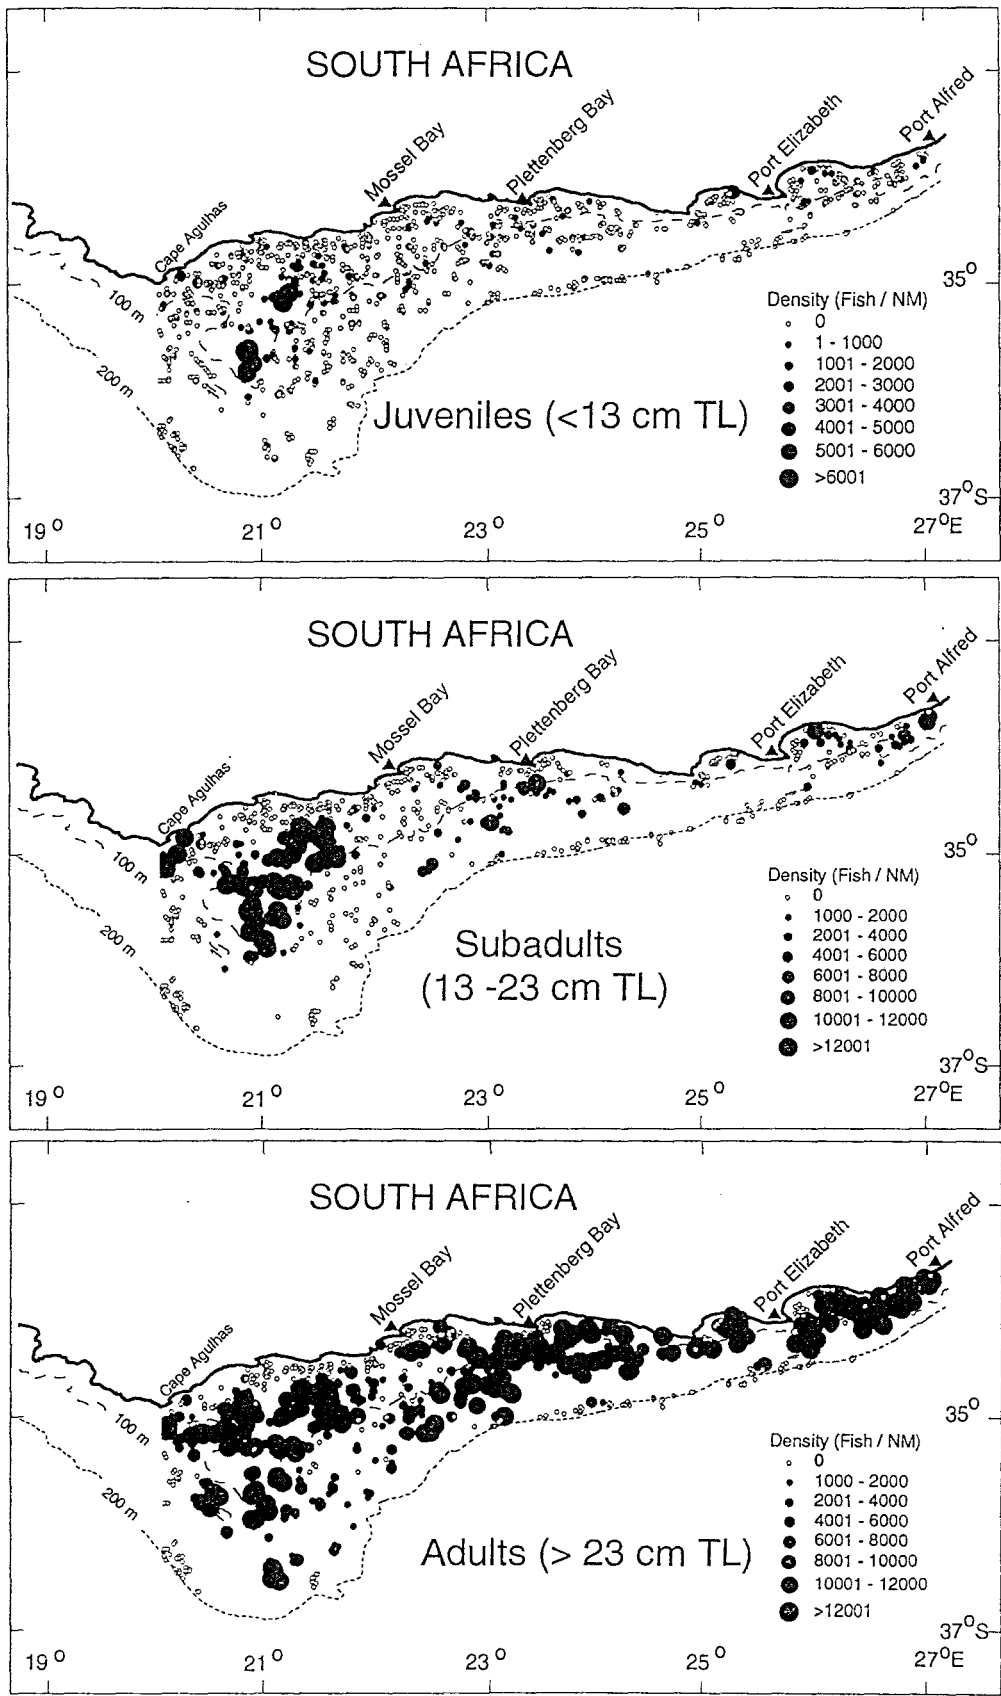 SOUTH AFRICA
Mossel Bay
Plettenberg Bay
Port Elizabeth
Port Alfred
Cape Agulhas
100 m
200 m
35°
Density (Fish / NM)
0
1 - 1000
1001 - 2000
2001 - 3000
3001 - 4000
4001 - 5000
5001 - 6000
>6001
Juveniles (<13 cm TL)
37°S
19° 21° 23° 25° 27°E
SOUTH AFRICA
Mossel Bay
Plettenberg Bay
Port Elizabeth
Port Alfred
Cape Agulhas
100 m
200 m
35°
Density (Fish / NM)
0
1000 - 2000
2001 - 4000
4001 - 6000
6001 - 8000
8001 - 10000
10001 - 12000
>12001
Subadults
(13 -23 cm TL)
37°S
19° 21° 23° 25° 27°E
SOUTH AFRICA
Mossel Bay
Plettenberg Bay
Port Elizabeth
Port Alfred
Cape Agulhas
100 m
200 m
35°
Density (Fish / NM)
0
1000 - 2000
2001 - 4000
4001 - 6000
6001 - 8000
8001 - 10000
10001 - 12000
>12001
Adults (> 23 cm TL)
37°S
19° 21° 23° 25° 27°E